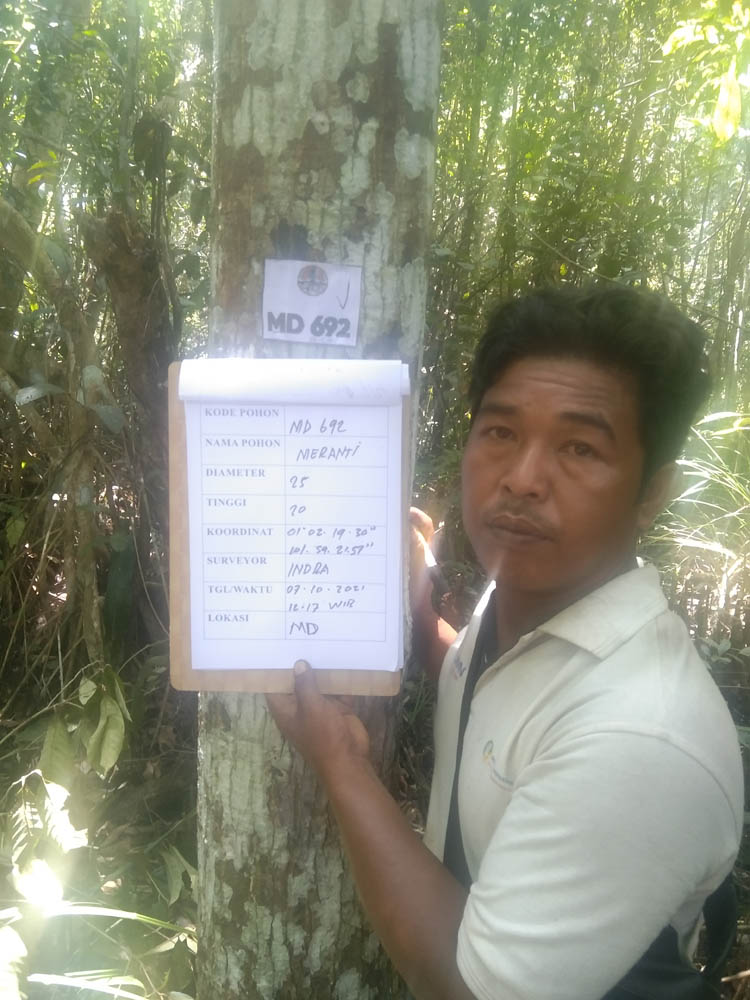 MD 692
KODE POHON MD 692
NAMA POHON MERANTI
DIAMETER 25
TINGGI 20
KOORDINAT 01°02.19.30"
101.59.21.57"
SURVEYOR INDRA
TGL/WAKTU 07.10.2021
12.17 WIB
LOKASI MD